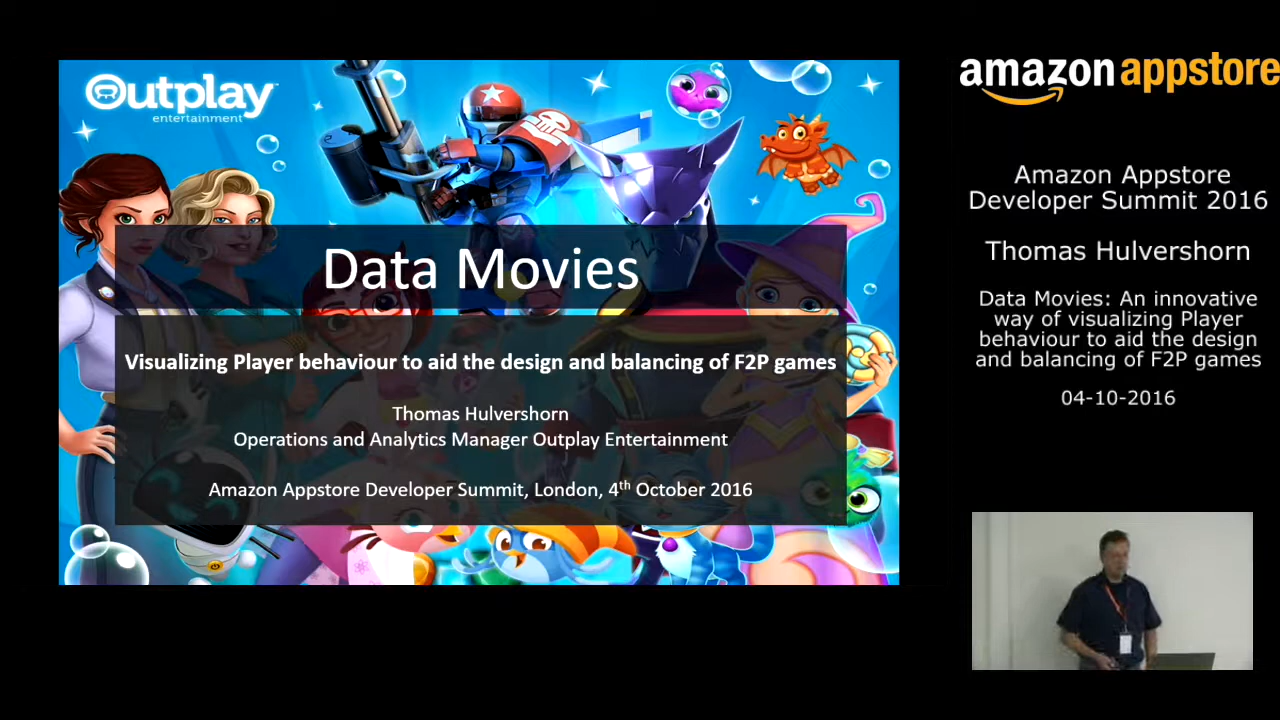 Outplay
entertainment
Data Movies
Visualizing Player behaviour to aid the design and balancing of F2P games
Thomas Hulvershorn
Operations and Analytics Manager Outplay Entertainment
Amazon Appstore Developer Summit, London, 4th October 2016
amazon appstore
Amazon Appstore
Developer Summit 2016
Thomas Hulvershorn
Data Movies: An innovative
way of visualizing Player
behaviour to aid the design
and balancing of F2P games
04-10-2016